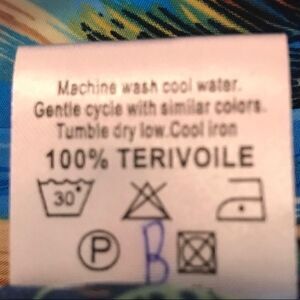 Machine wash cool water.
Gentle cycle with similar colors.
Tumble dry low.Cool iron
100% TERIVOILE
30°
P B